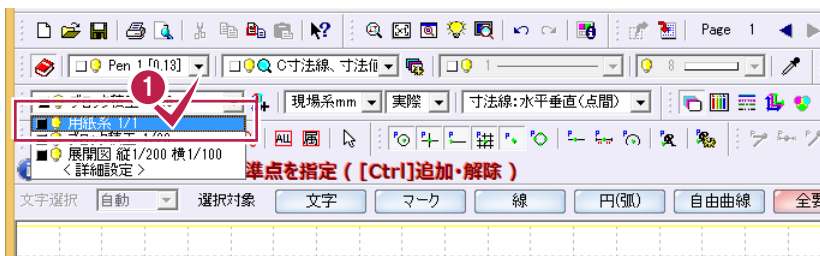 Page 1
Pen 1 [0.13] C寸法線、寸法値 1 8
現場系mm 実際 寸法線:水平垂直(点間)
1
用紙系 1/1
ALL 属
展開図 縦1/200 横1/100
<詳細設定>
準点を指定 ( [Ctrl]追加・解除 )
文字選択 自動 選択対象 文字 マーク 線 円(弧) 自由曲線 全要